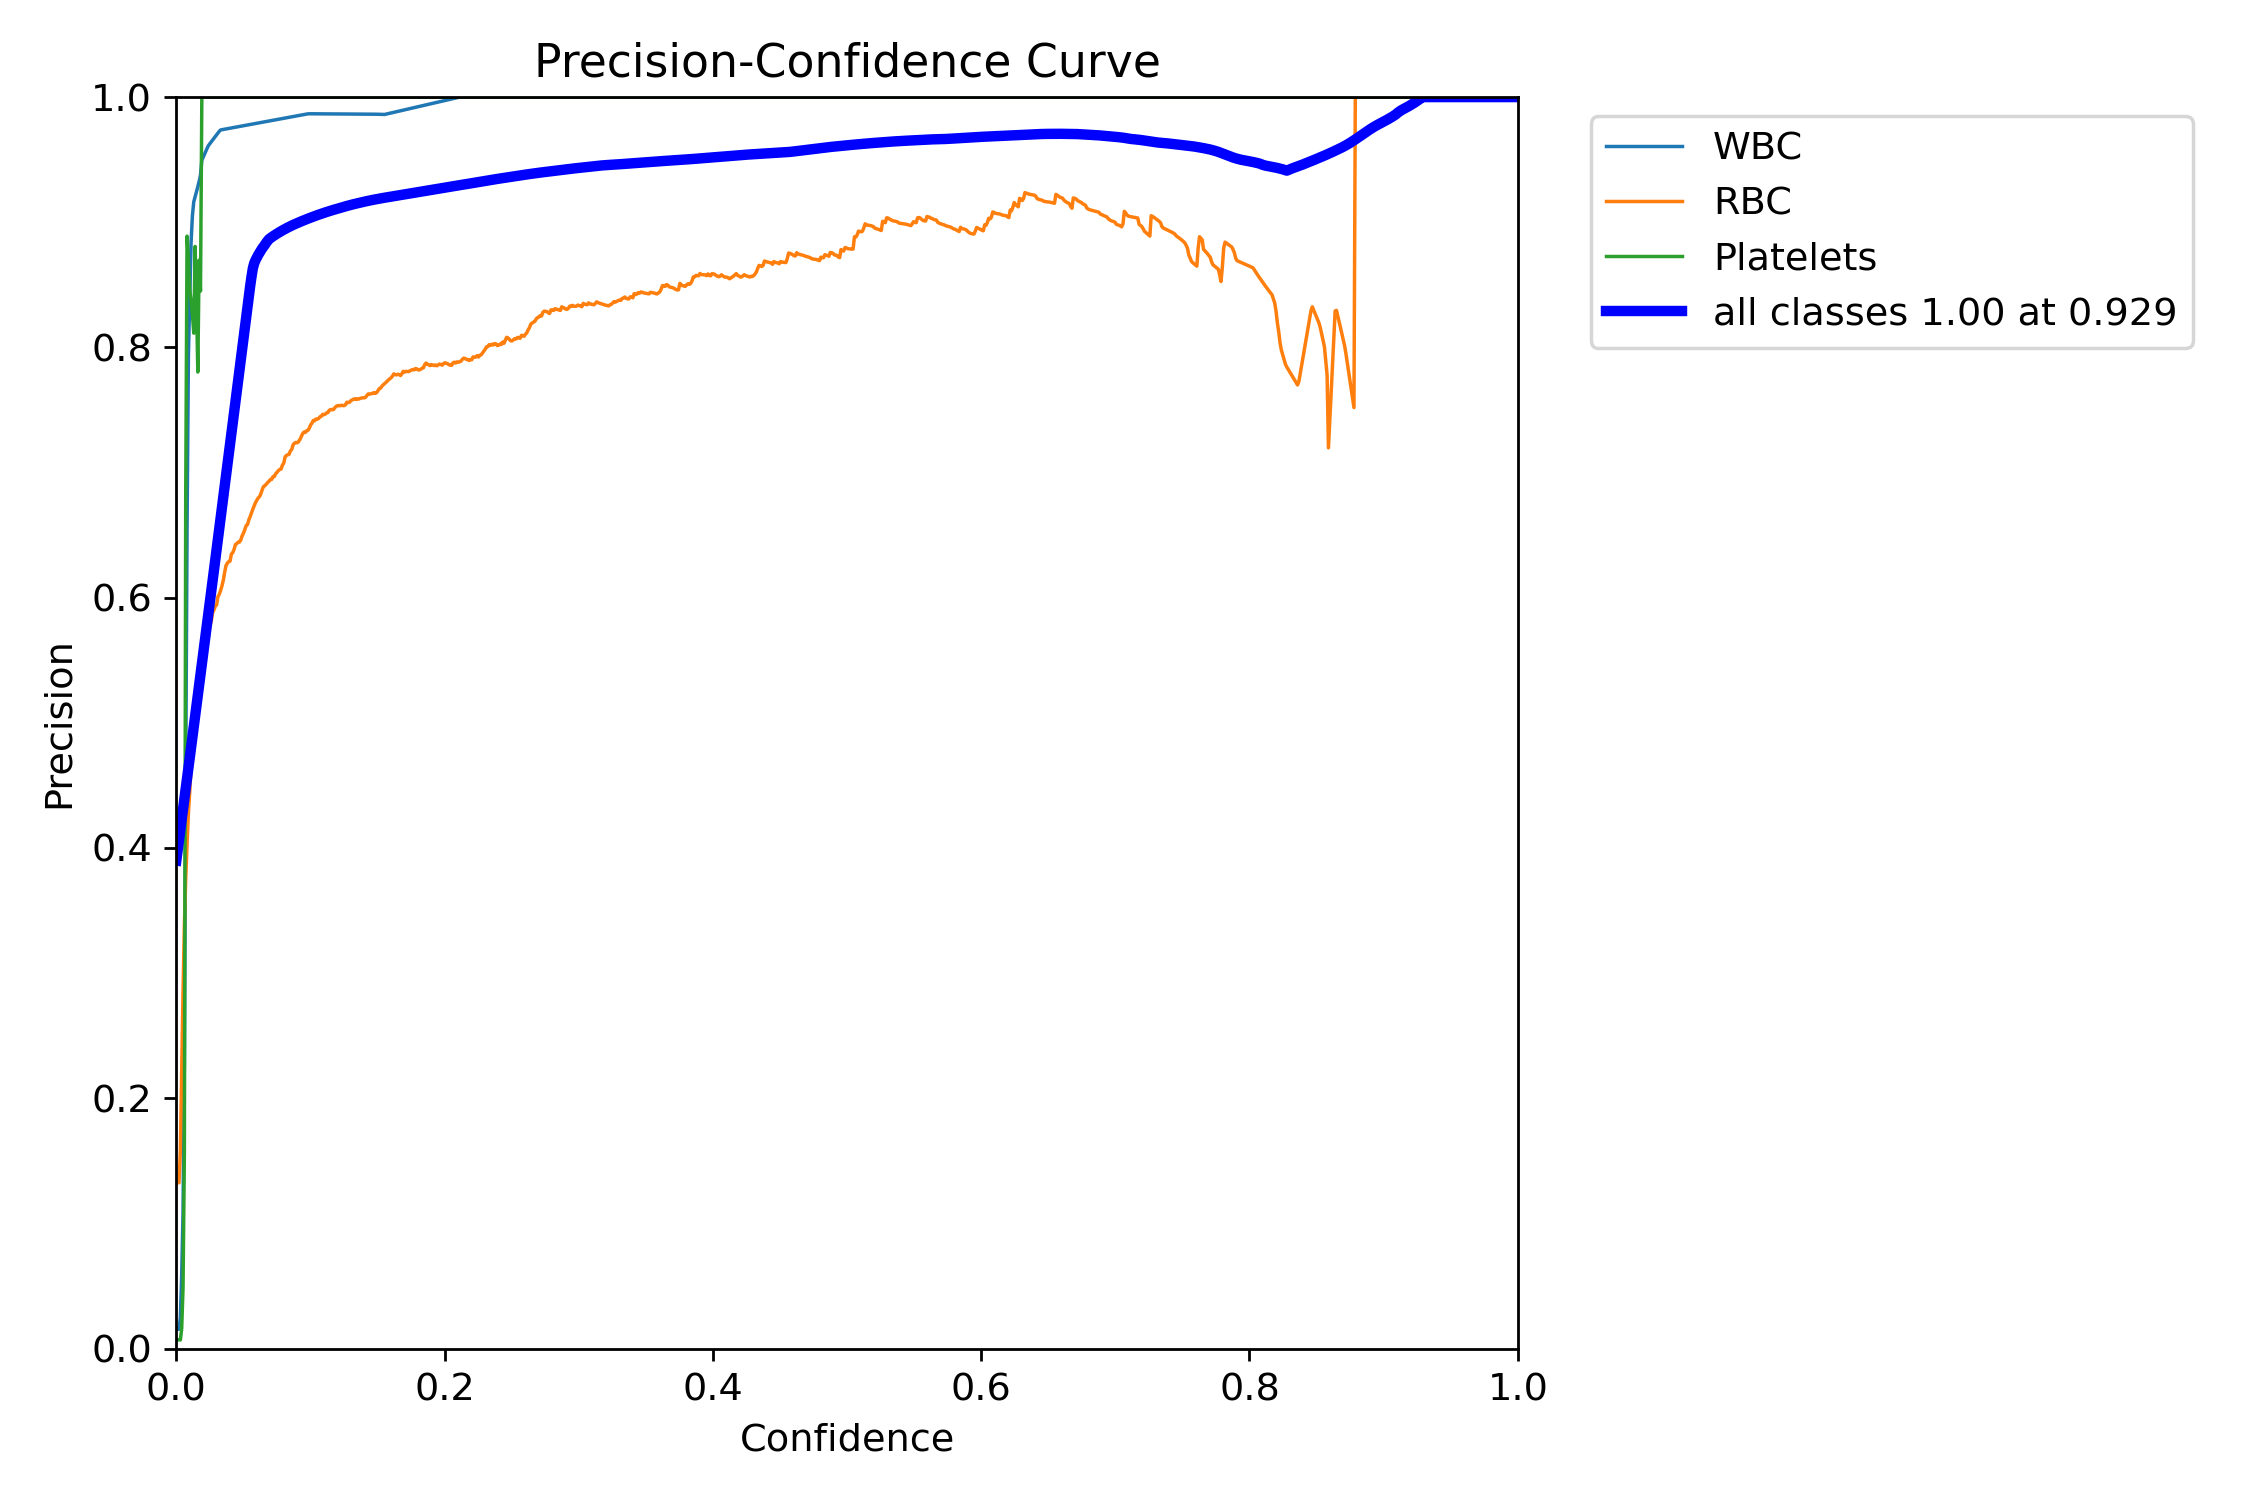 Precision-Confidence Curve
1.0
0.8
0.6
0.4
0.2
0.0
Precision
0.0 0.2 0.4 0.6 0.8 1.0
Confidence
WBC
RBC
Platelets
all classes 1.00 at 0.929